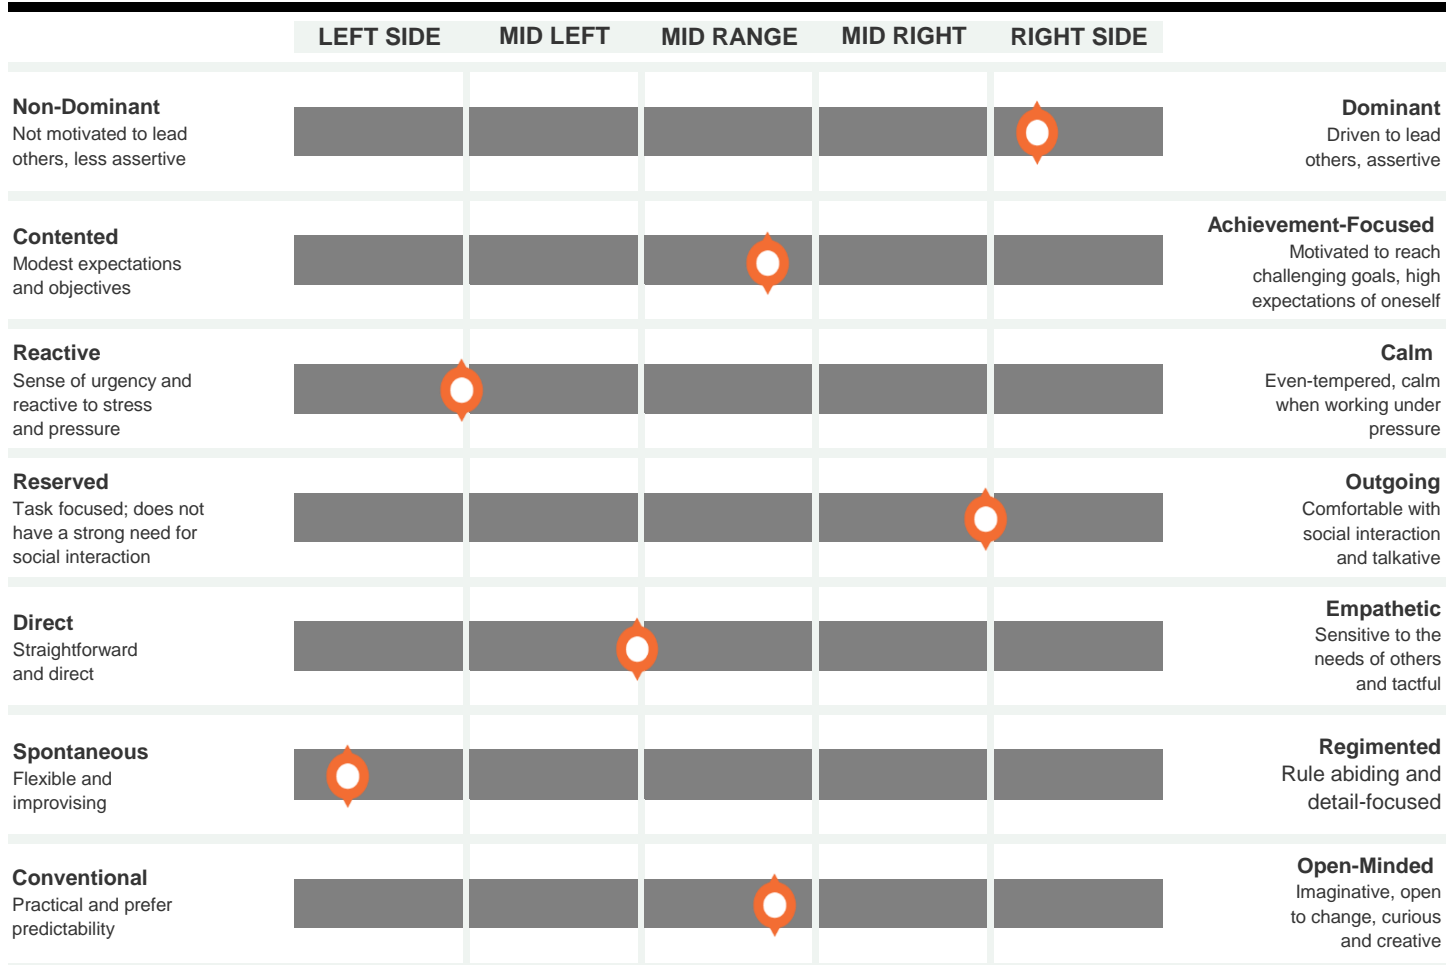 LEFT SIDE MID LEFT MID RANGE MID RIGHT RIGHT SIDE
Non-Dominant
Not motivated to lead
others, less assertive
Dominant
Driven to lead
others, assertive
Contented
Modest expectations
and objectives
Achievement-Focused
Motivated to reach
challenging goals, high
expectations of oneself
Reactive
Sense of urgency and
reactive to stress
and pressure
Calm
Even-tempered, calm
when working under
pressure
Reserved
Task focused; does not
have a strong need for
social interaction
Outgoing
Comfortable with
social interaction
and talkative
Direct
Straightforward
and direct
Empathetic
Sensitive to the
needs of others
and tactful
Spontaneous
Flexible and
improvising
Regimented
Rule abiding and
detail-focused
Conventional
Practical and prefer
predictability
Open-Minded
Imaginative, open
to change, curious
and creative